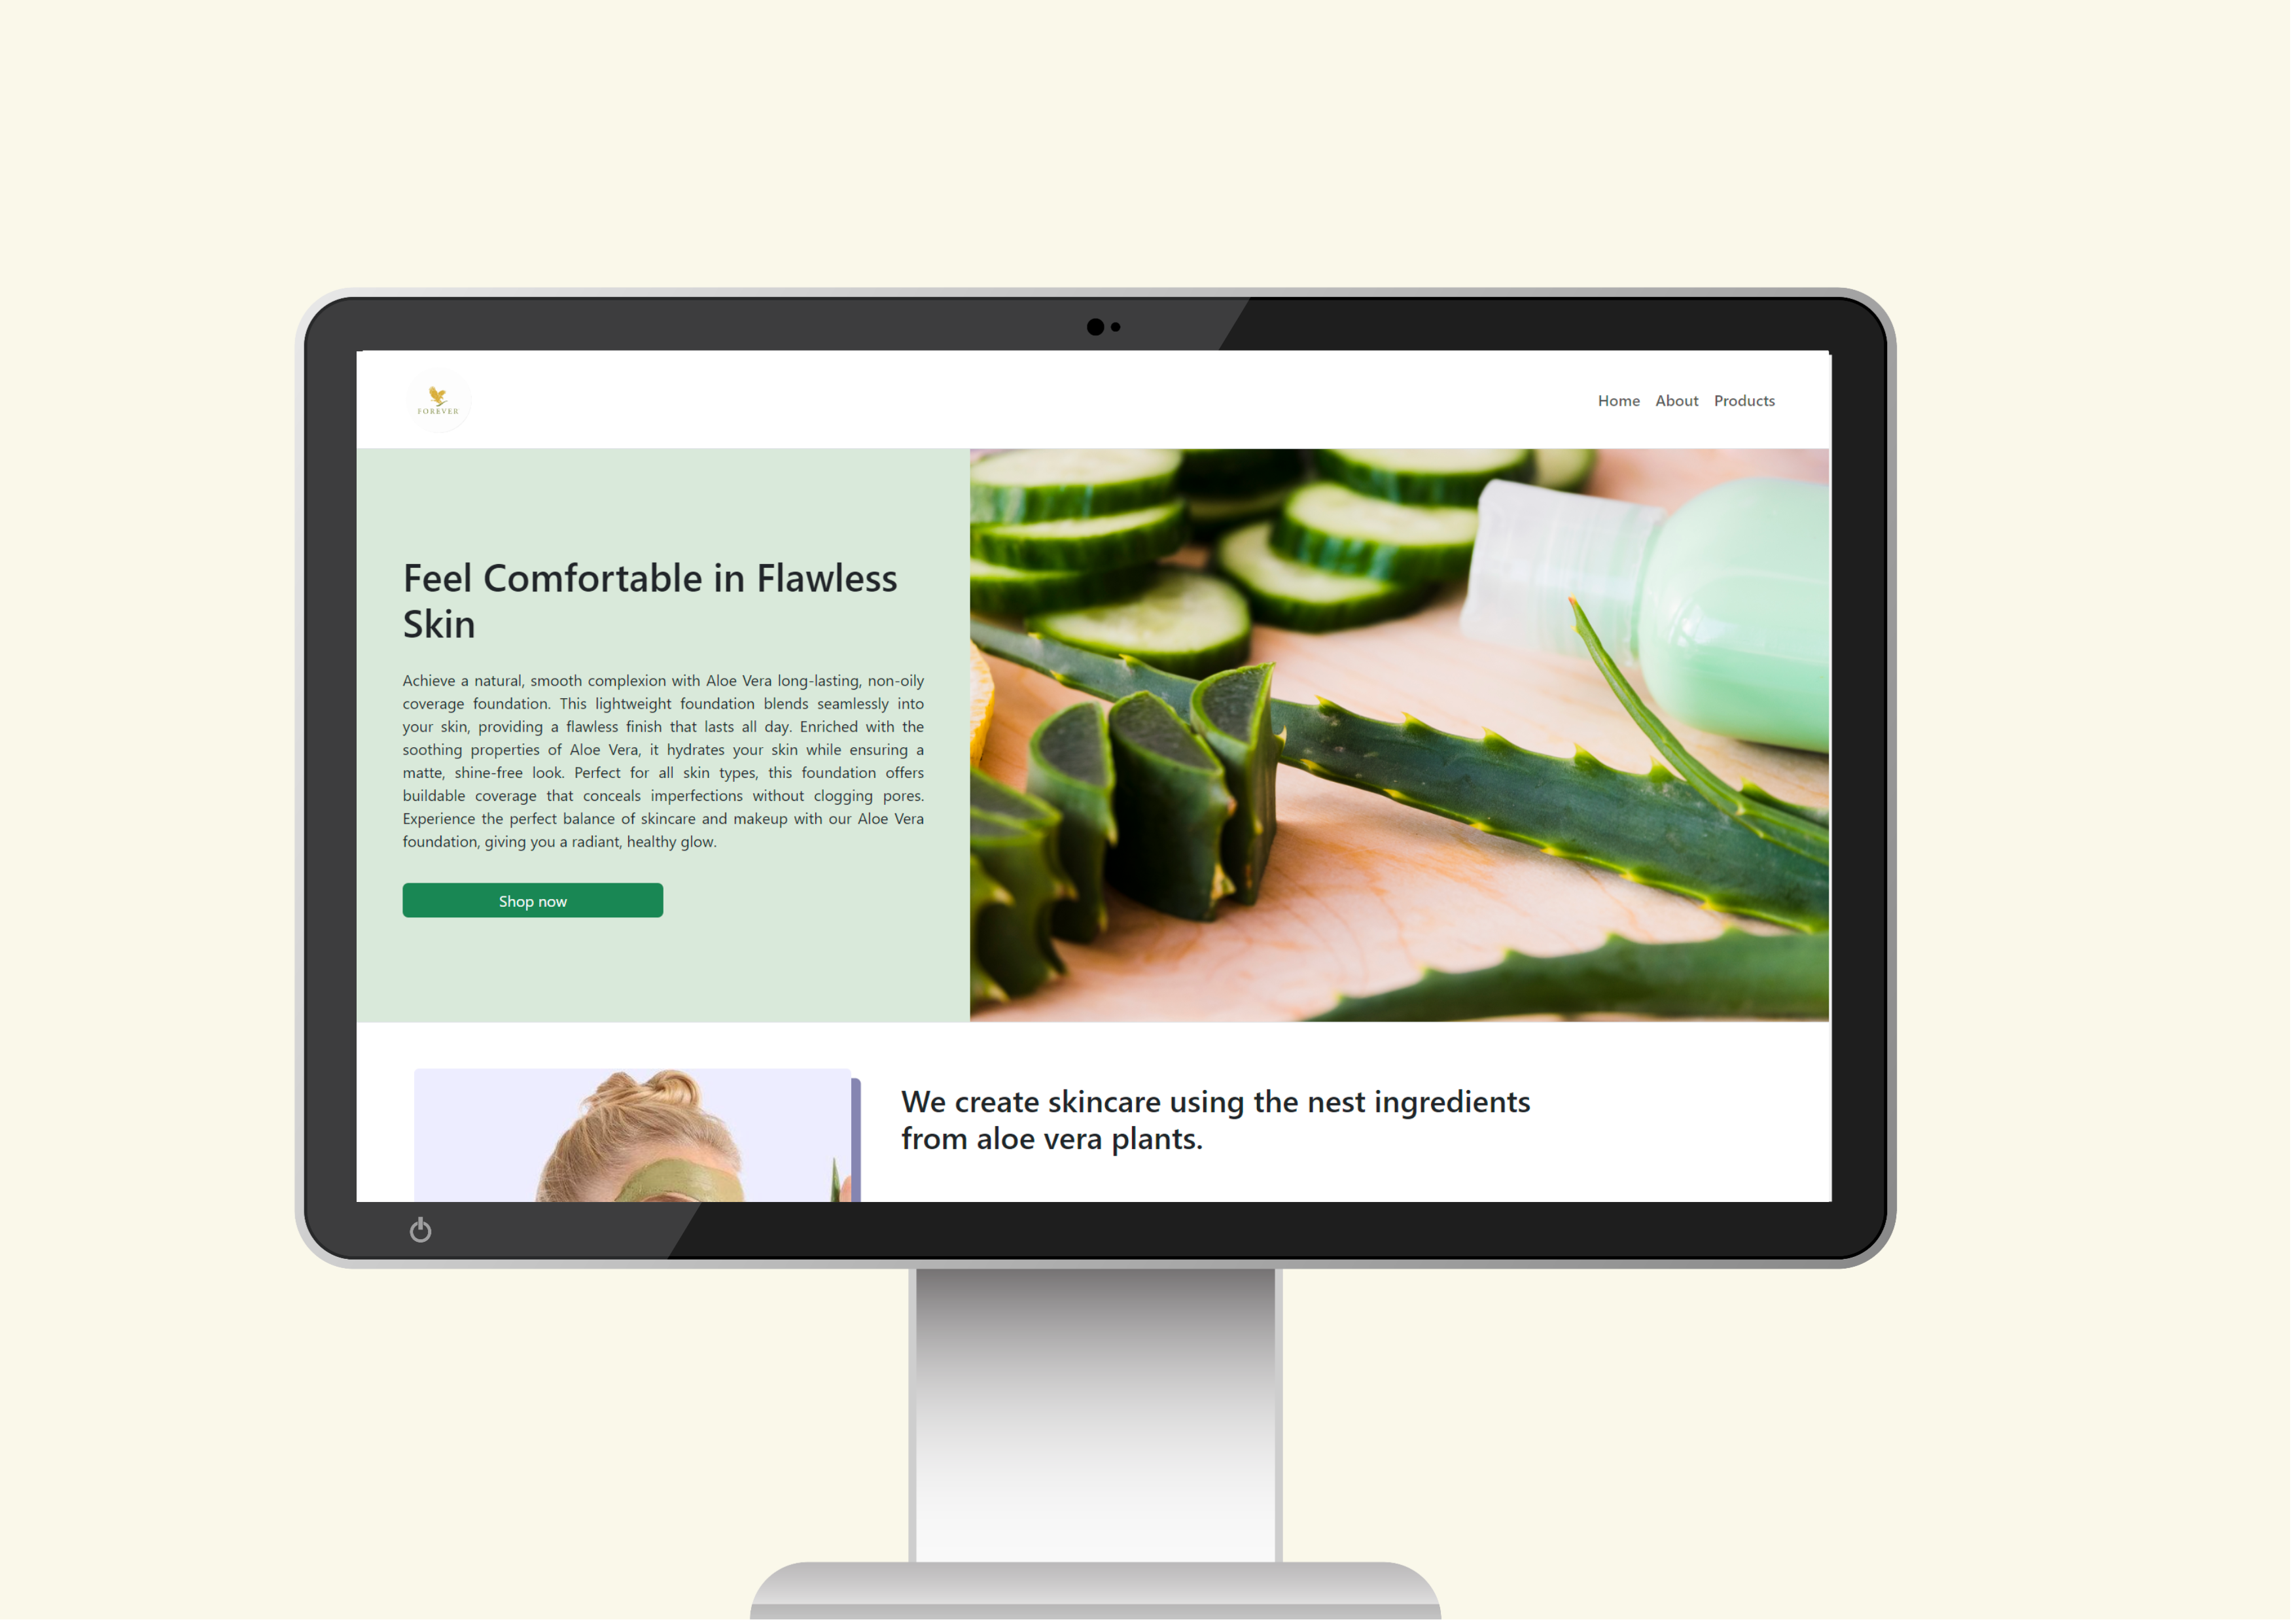 FOREVER
Home About Products
Feel Comfortable in Flawless
Skin
Achieve a natural, smooth complexion with Aloe Vera long-lasting, non-oily
coverage foundation. This lightweight foundation blends seamlessly into
your skin, providing a flawless finish that lasts all day. Enriched with the
soothing properties of Aloe Vera, it hydrates your skin while ensuring a
matte, shine-free look. Perfect for all skin types, this foundation offers
buildable coverage that conceals imperfections without clogging pores.
Experience the perfect balance of skincare and makeup with our Aloe Vera
foundation, giving you a radiant, healthy glow.
Shop now
We create skincare using the nest ingredients
from aloe vera plants.